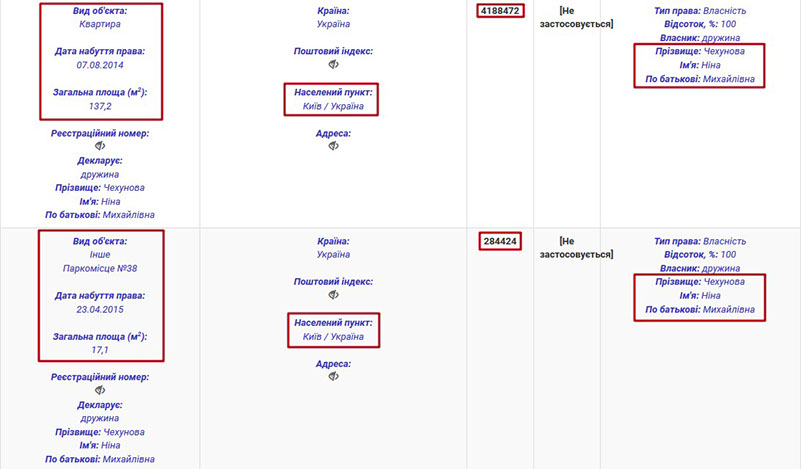 Вид об'єкта:
Квартира
Дата набуття права:
07.08.2014
Загальна площа (м²):
137,2
Реєстраційний номер:
Декларує:
дружина
Прізвище: Чехунова
Ім'я: Ніна
По батькові: Михайлівна
Країна:
Україна
Поштовий індекс:
Населений пункт:
Київ / Україна
Адреса:
4188472
[Не
застосовується]
Тип права: Власність
Відсоток, %: 100
Власник: дружина
Прізвище: Чехунова
Ім'я: Ніна
По батькові: Михайлівна
Вид об'єкта:
Інше
Паркомісце №38
Дата набуття права:
23.04.2015
Загальна площа (м²):
17,1
Реєстраційний номер:
Декларує:
дружина
Прізвище: Чехунова
Ім'я: Ніна
По батькові: Михайлівна
Країна:
Україна
Поштовий індекс:
Населений пункт:
Київ / Україна
Адреса:
284424
[Не
застосовується]
Тип права: Власність
Відсоток, %: 100
Власник: дружина
Прізвище: Чехунова
Ім'я: Ніна
По батькові: Михайлівна